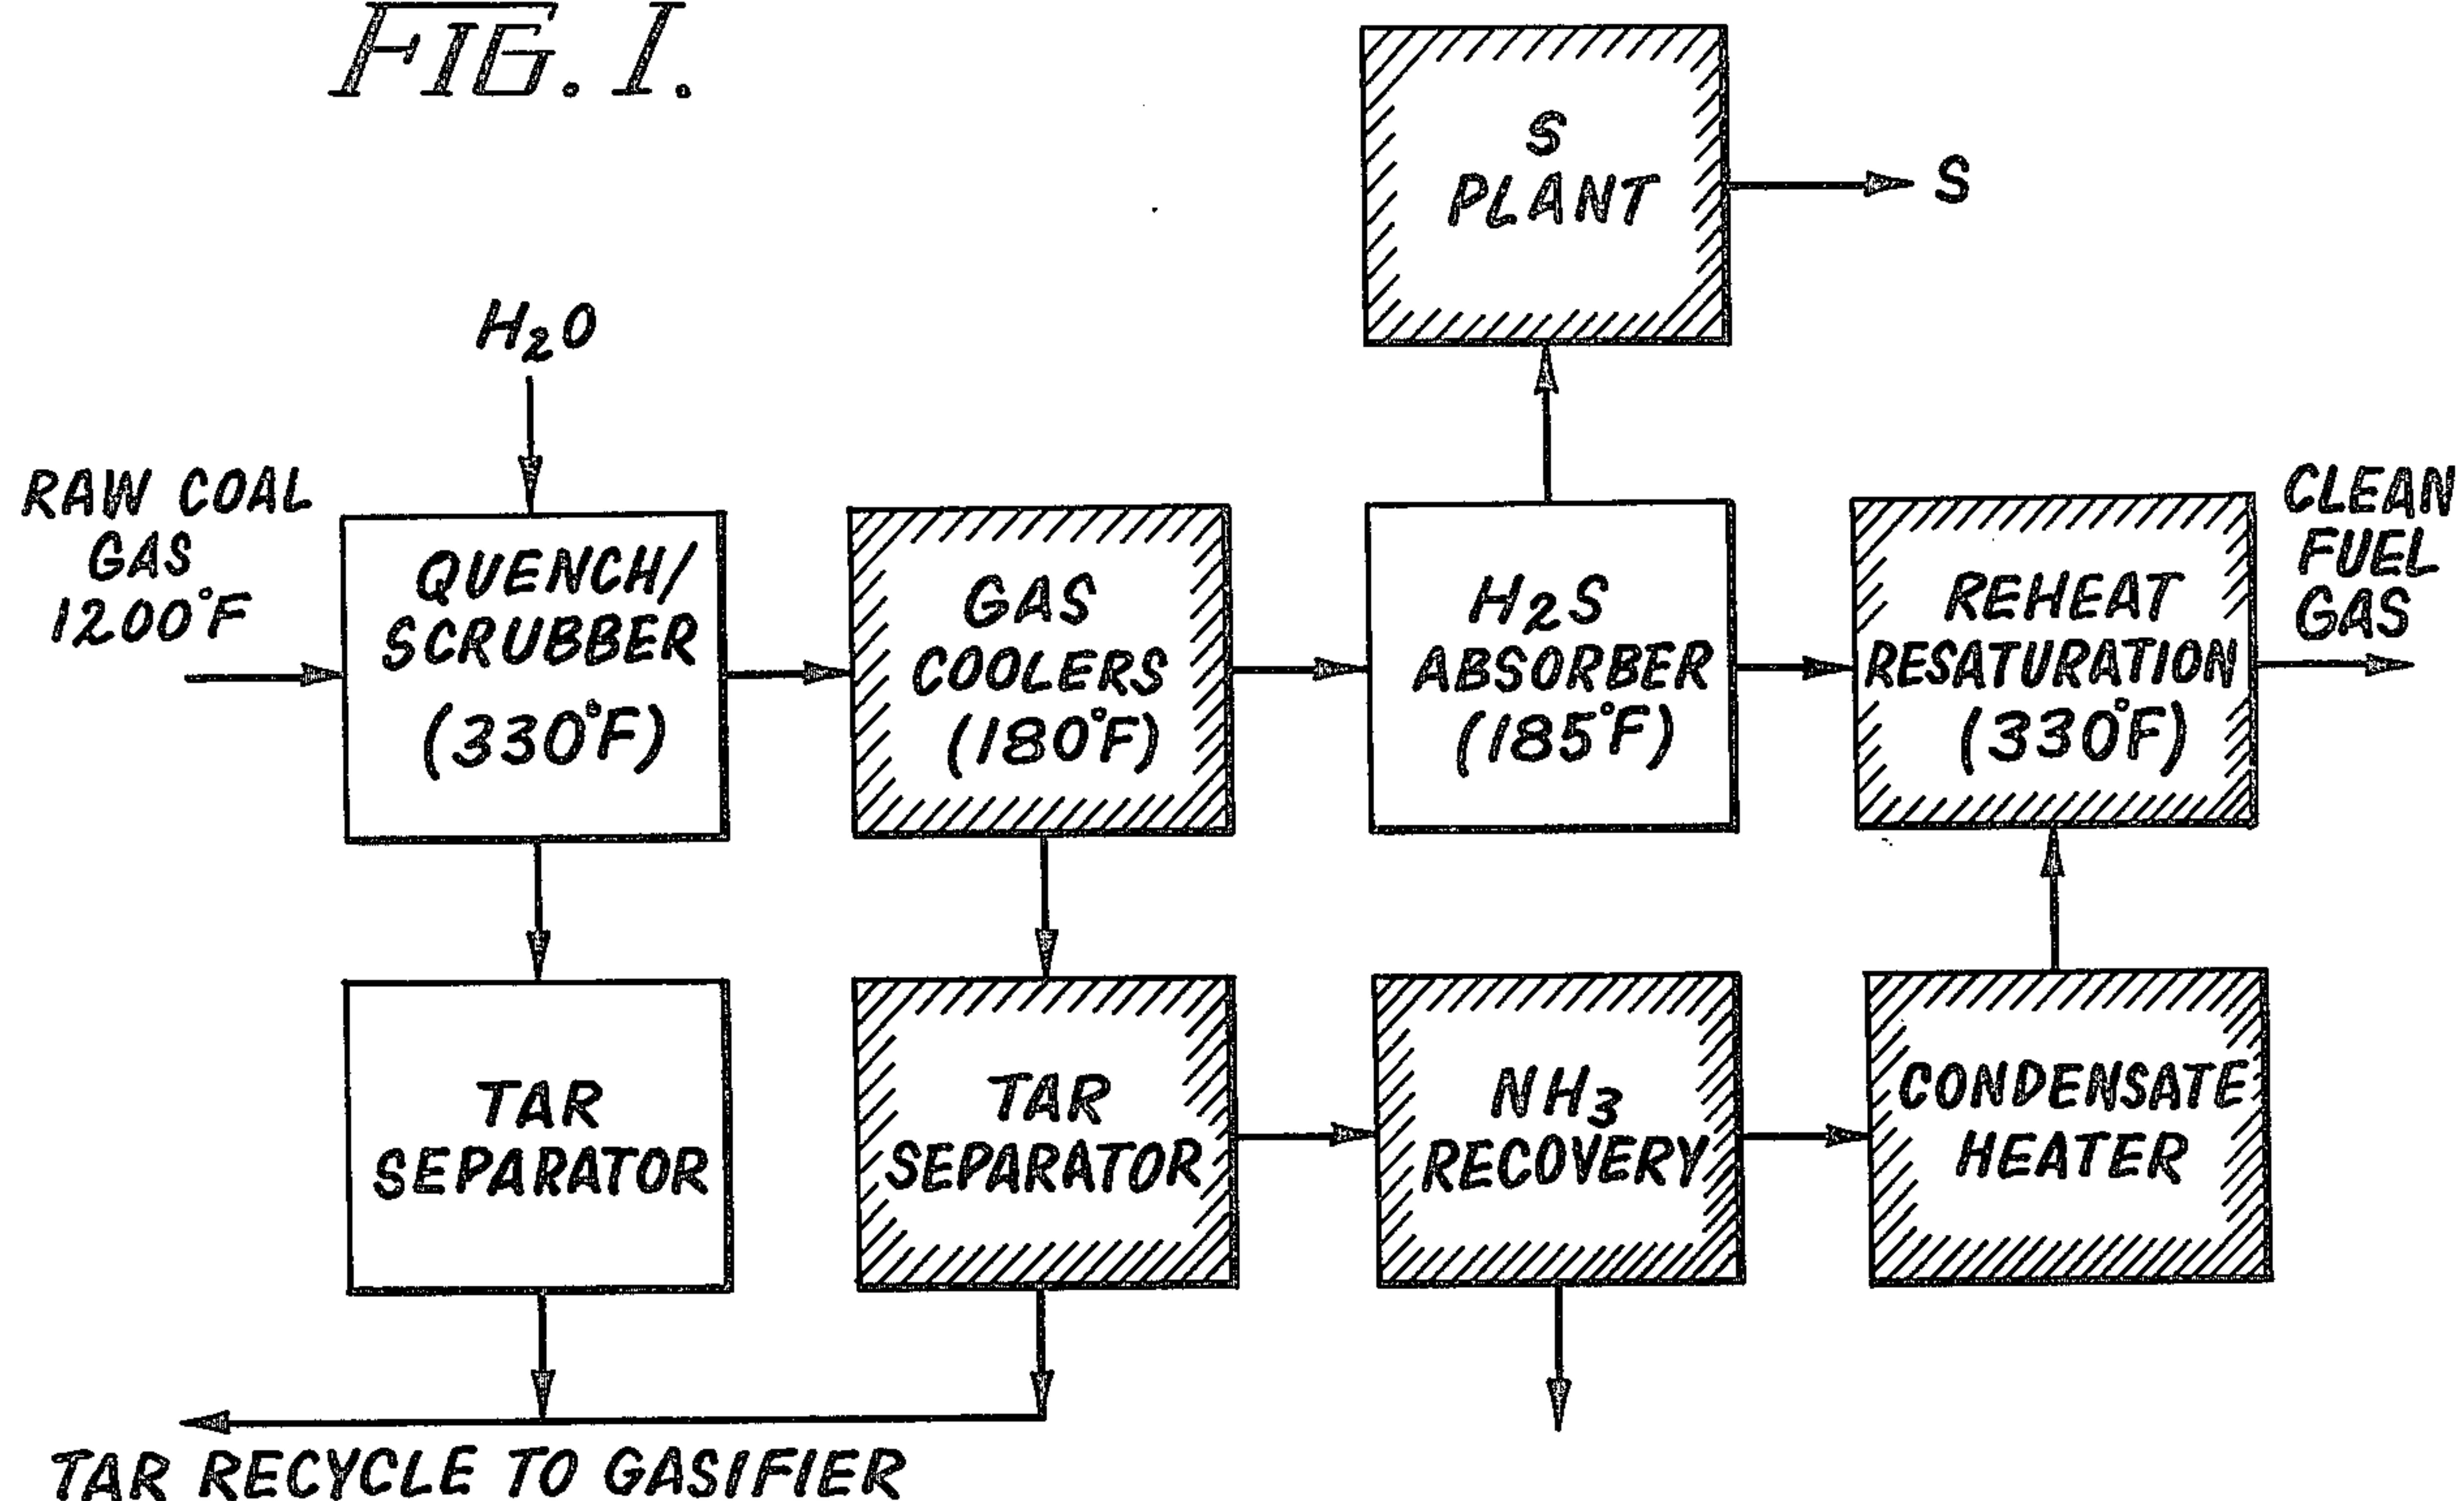 FIG. 1.
S
PLANT
S
H₂O
RAW COAL
GAS
1200°F
QUENCH/
SCRUBBER
(330°F)
GAS
COOLERS
(180°F)
H₂S
ABSORBER
(185°F)
REHEAT
RESATURATION
(330°F)
CLEAN
FUEL
GAS
TAR
SEPARATOR
TAR
SEPARATOR
NH₃
RECOVERY
CONDENSATE
HEATER
TAR RECYCLE TO GASIFIER